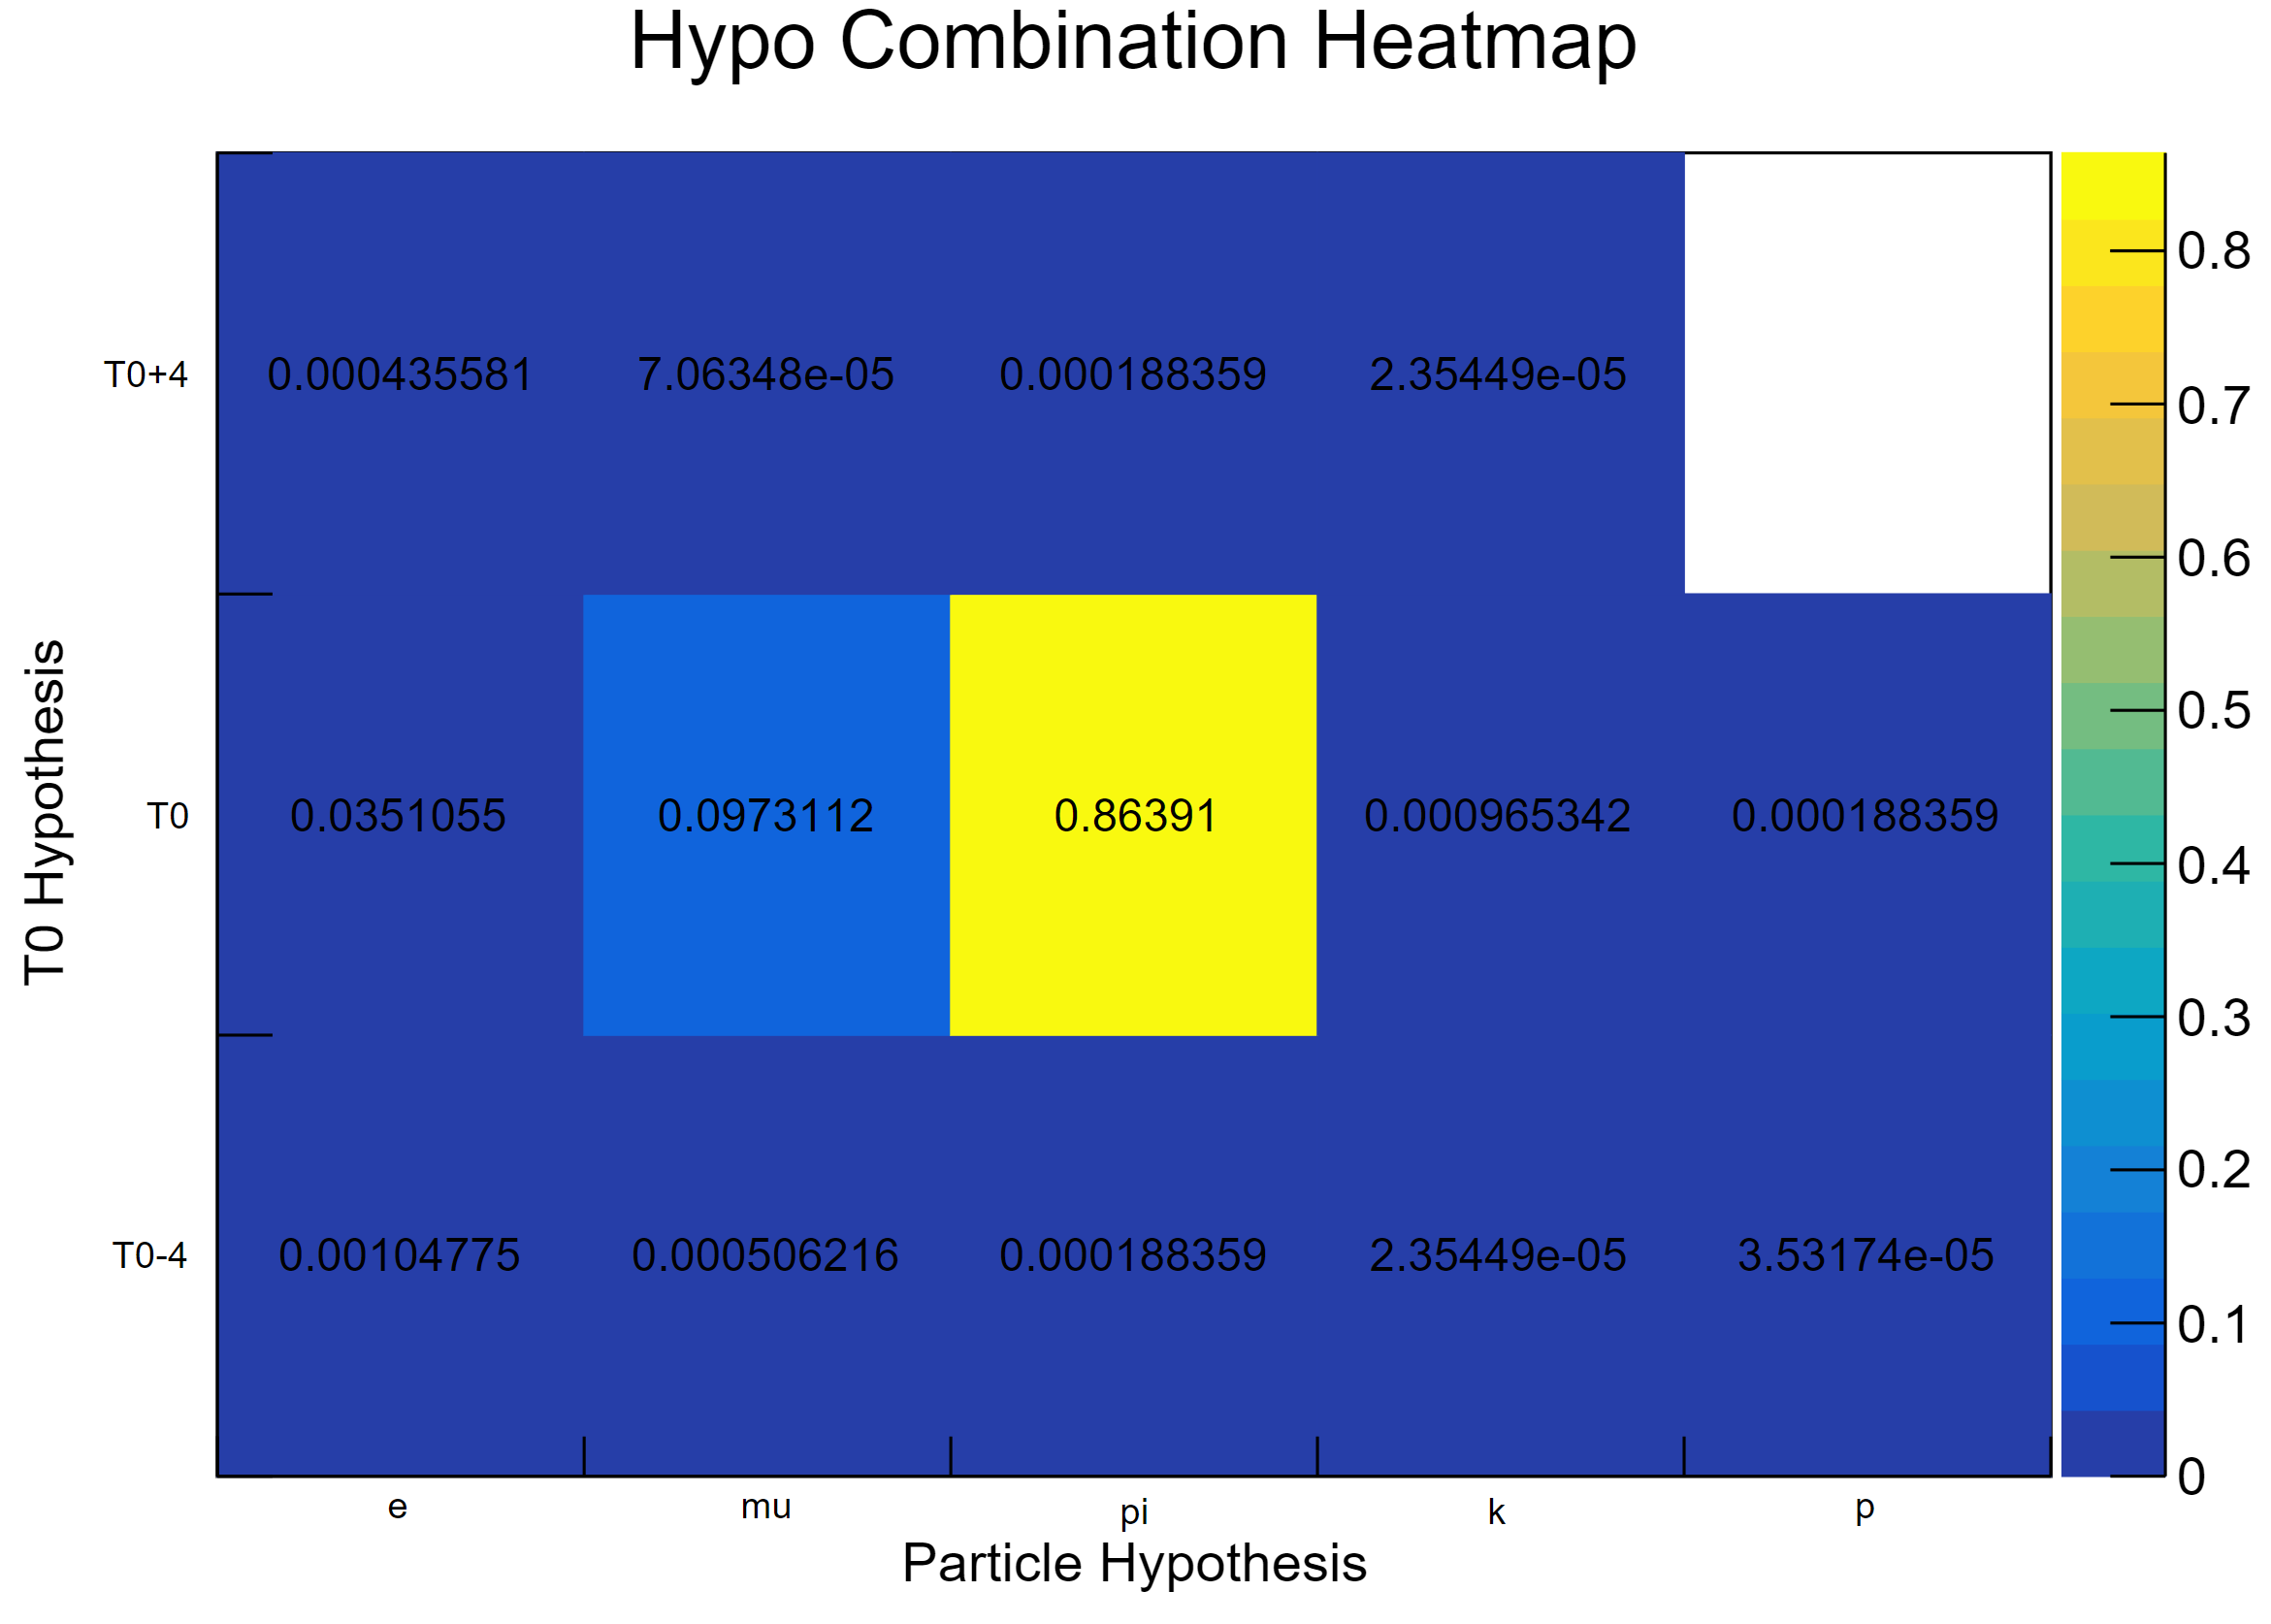 Hypo Combination Heatmap
T0 Hypothesis
T0+4
0.000435581 7.06348e-05 0.000188359 2.35449e-05
T0
0.0351055 0.0973112 0.86391 0.000965342 0.000188359
T0-4
0.00104775 0.000506216 0.000188359 2.35449e-05 3.53174e-05
e mu pi k p
Particle Hypothesis
0.8
0.7
0.6
0.5
0.4
0.3
0.2
0.1
0